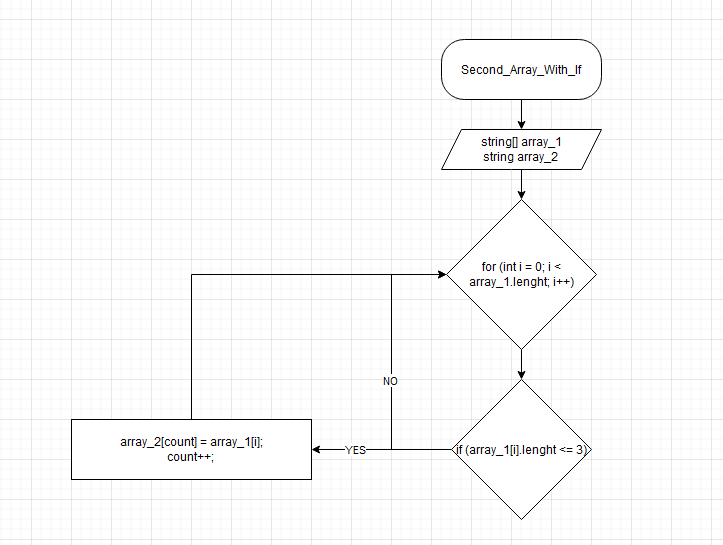 Second_Array_With_If
string[] array_1
string array_2
for (int i = 0; i <
array_1.lenght; i++)
NO
if (array_1[i].lenght <= 3)
YES
array_2[count] = array_1[i];
count++;